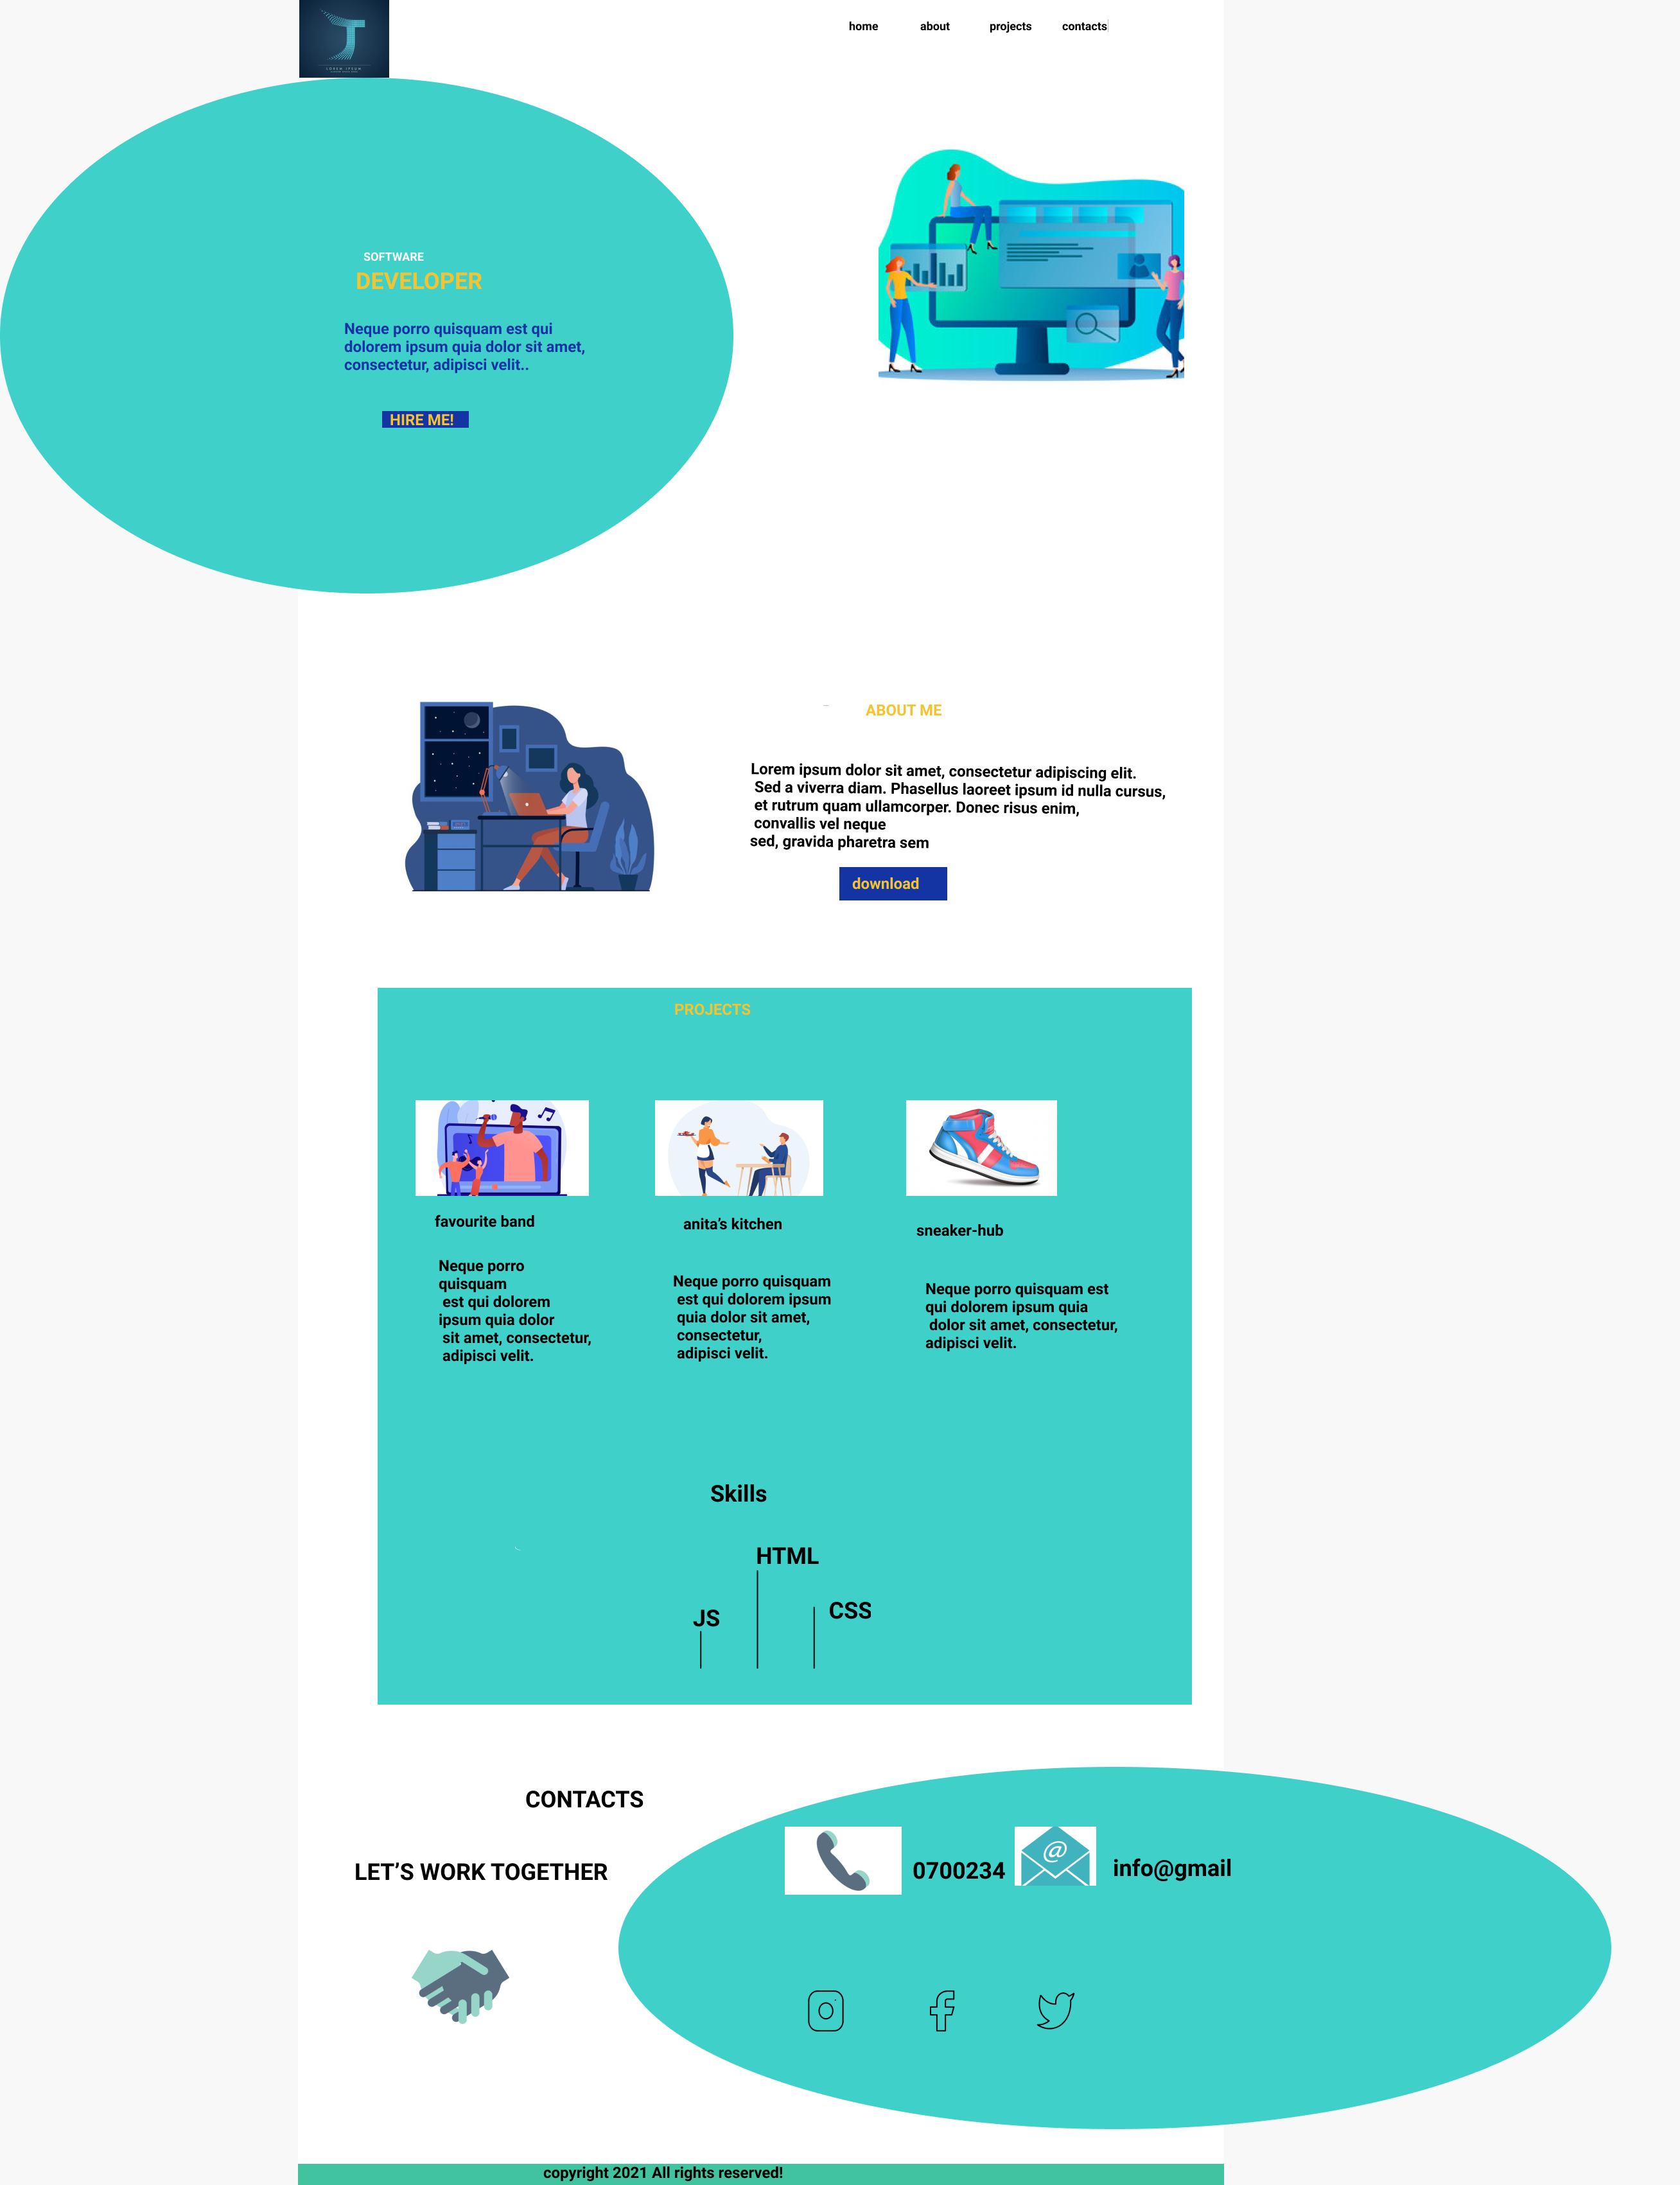 LOREM IPSUM
home about projects contacts
SOFTWARE
DEVELOPER
Neque porro quisquam est qui
dolorem ipsum quia dolor sit amet,
consectetur, adipisci velit..
HIRE ME!
ABOUT ME
Lorem ipsum dolor sit amet, consectetur adipiscing elit.
Sed a viverra diam. Phasellus laoreet ipsum id nulla cursus,
et rutrum quam ullamcorper. Donec risus enim,
convallis vel neque
sed, gravida pharetra sem
download
PROJECTS
favourite band
Neque porro
quisquam
est qui dolorem
ipsum quia dolor
sit amet, consectetur,
adipisci velit.
anita’s kitchen
Neque porro quisquam
est qui dolorem ipsum
quia dolor sit amet,
consectetur,
adipisci velit.
sneaker-hub
Neque porro quisquam est
qui dolorem ipsum quia
dolor sit amet, consectetur,
adipisci velit.
Skills
HTML
JS
CSS
CONTACTS
LET’S WORK TOGETHER
0700234
@
info@gmail
copyright 2021 All rights reserved!